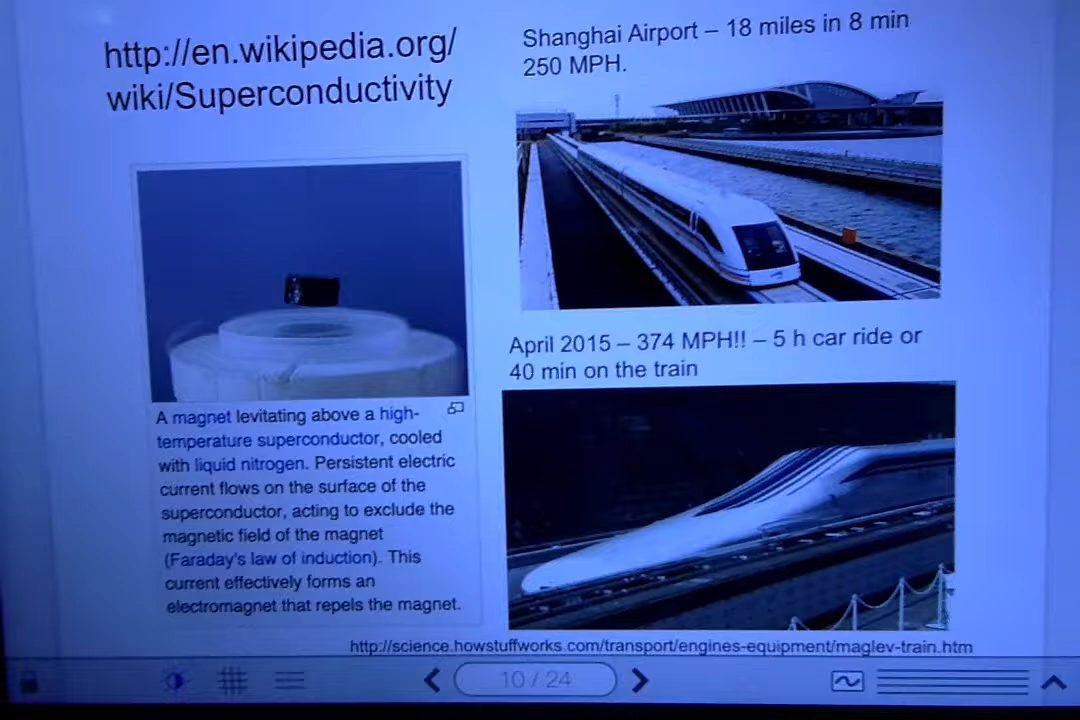 http://en.wikipedia.org/
wiki/Superconductivity
A magnet levitating above a high-
temperature superconductor, cooled
with liquid nitrogen. Persistent electric
current flows on the surface of the
superconductor, acting to exclude the
magnetic field of the magnet
(Faraday's law of induction). This
current effectively forms an
electromagnet that repels the magnet.
Shanghai Airport – 18 miles in 8 min
250 MPH.
April 2015 – 374 MPH!! – 5 h car ride or
40 min on the train
http://science.howstuffworks.com/transport/engines-equipment/maglev-train.htm
10 / 24